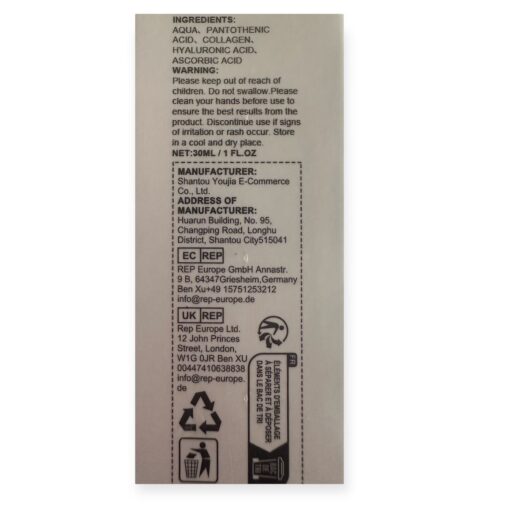 INGREDIENTS:
AQUA、PANTOTHENIC
ACID、COLLAGEN、
HYALURONIC ACID、
ASCORBIC ACID
WARNING:
Please keep out of reach of
children. Do not swallow.Please
clean your hands before use to
ensure the best results from the
product. Discontinue use if signs
of irritation or rash occur. Store
in a cool and dry place.
NET:30ML / 1 FL.OZ
MANUFACTURER:
Shantou Youjia E-Commerce
Co., Ltd.
ADDRESS OF
MANUFACTURER:
Huarun Building, No. 95,
Changping Road, Longhu
District, Shantou City515041
EC REP
REP Europe GmbH Annastr.
9 B, 64347Griesheim,Germany
Ben Xu+49 15751253212
info@rep-europe.de
UK REP
Rep Europe Ltd.
12 John Princes
Street, London,
W1G 0JR Ben XU
00447410638838
info@rep-europe.
de
FR
ÉLÉMENTS D'EMBALLAGE
À SÉPARER ET À DÉPOSER
DANS LE BAC DE TRI
BAC DE TRI